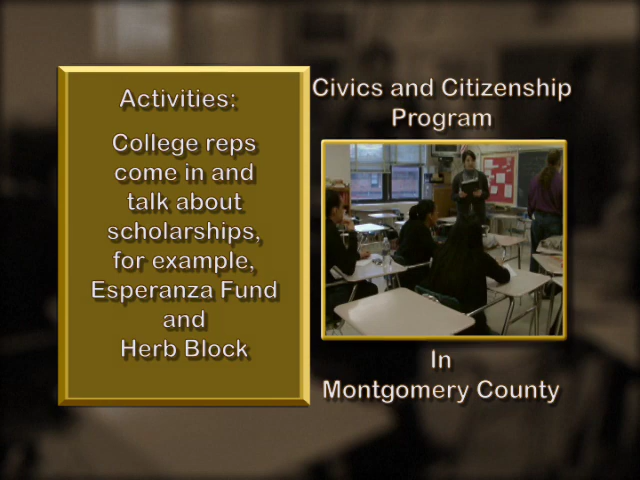 Activities:
College reps
come in and
talk about
scholarships,
for example,
Esperanza Fund
and
Herb Block
Civics and Citizenship
Program
In
Montgomery County